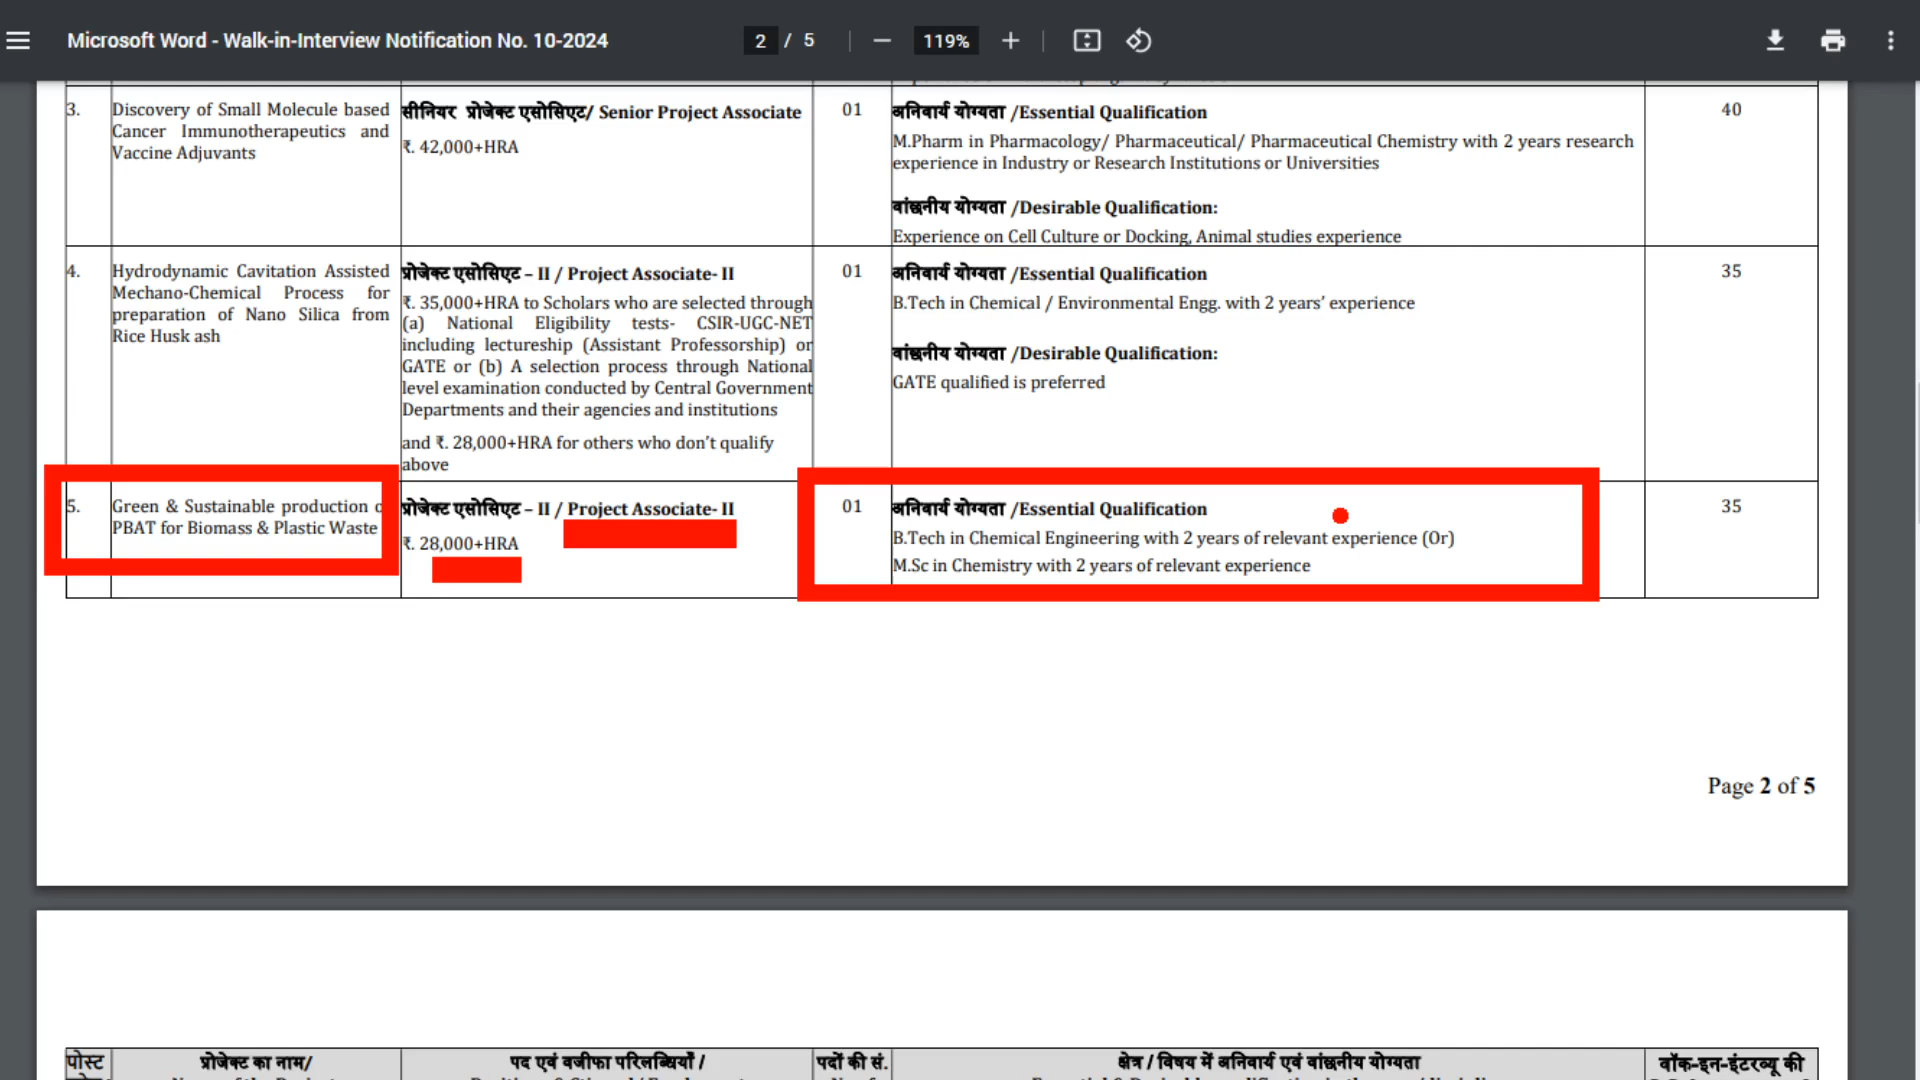 Microsoft Word - Walk-in-Interview Notification No. 10-2024
2 / 5
119%
3.
Discovery of Small Molecule based
Cancer Immunotherapeutics and
Vaccine Adjuvants
सीनियर प्रोजेक्ट एसोसिएट/ Senior Project Associate
₹. 42,000+HRA
01
अनिवार्य योग्यता /Essential Qualification
M.Pharm in Pharmacology/ Pharmaceutical/ Pharmaceutical Chemistry with 2 years research
experience in Industry or Research Institutions or Universities
वांछनीय योग्यता /Desirable Qualification:
Experience on Cell Culture or Docking, Animal studies experience
40
4.
Hydrodynamic Cavitation Assisted
Mechano-Chemical Process for
preparation of Nano Silica from
Rice Husk ash
प्रोजेक्ट एसोसिएट – II / Project Associate- II
₹. 35,000+HRA to Scholars who are selected through
(a) National Eligibility tests- CSIR-UGC-NET
including lectureship (Assistant Professorship) or
GATE or (b) A selection process through National
level examination conducted by Central Government
Departments and their agencies and institutions
and ₹. 28,000+HRA for others who don't qualify
above
01
अनिवार्य योग्यता /Essential Qualification
B.Tech in Chemical / Environmental Engg. with 2 years' experience
वांछनीय योग्यता /Desirable Qualification:
GATE qualified is preferred
35
5.
Green & Sustainable production
PBAT for Biomass & Plastic Waste
प्रोजेक्ट एसोसिएट – II / Project Associate- II
₹. 28,000+HRA
01
अनिवार्य योग्यता /Essential Qualification
B.Tech in Chemical Engineering with 2 years of relevant experience (Or)
M.Sc in Chemistry with 2 years of relevant experience
35
Page 2 of 5
पोस्ट
प्रोजेक्ट का नाम/
पद एवं वजीफा परिलब्धियाँ /
पदों की सं.
क्षेत्र / विषय में अनिवार्य एवं वांछनीय योग्यता
वॉक-इन-इंटरव्यू की